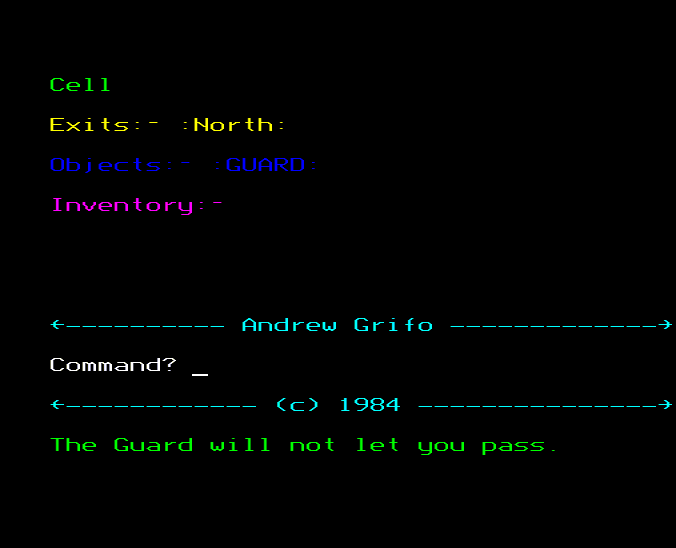 Cell
Exits:- :North:
Objects:- :GUARD:
Inventory:-
←---------- Andrew Grifo -------------→
Command? _
←------------ (c) 1984 ---------------→
The Guard will not let you pass.